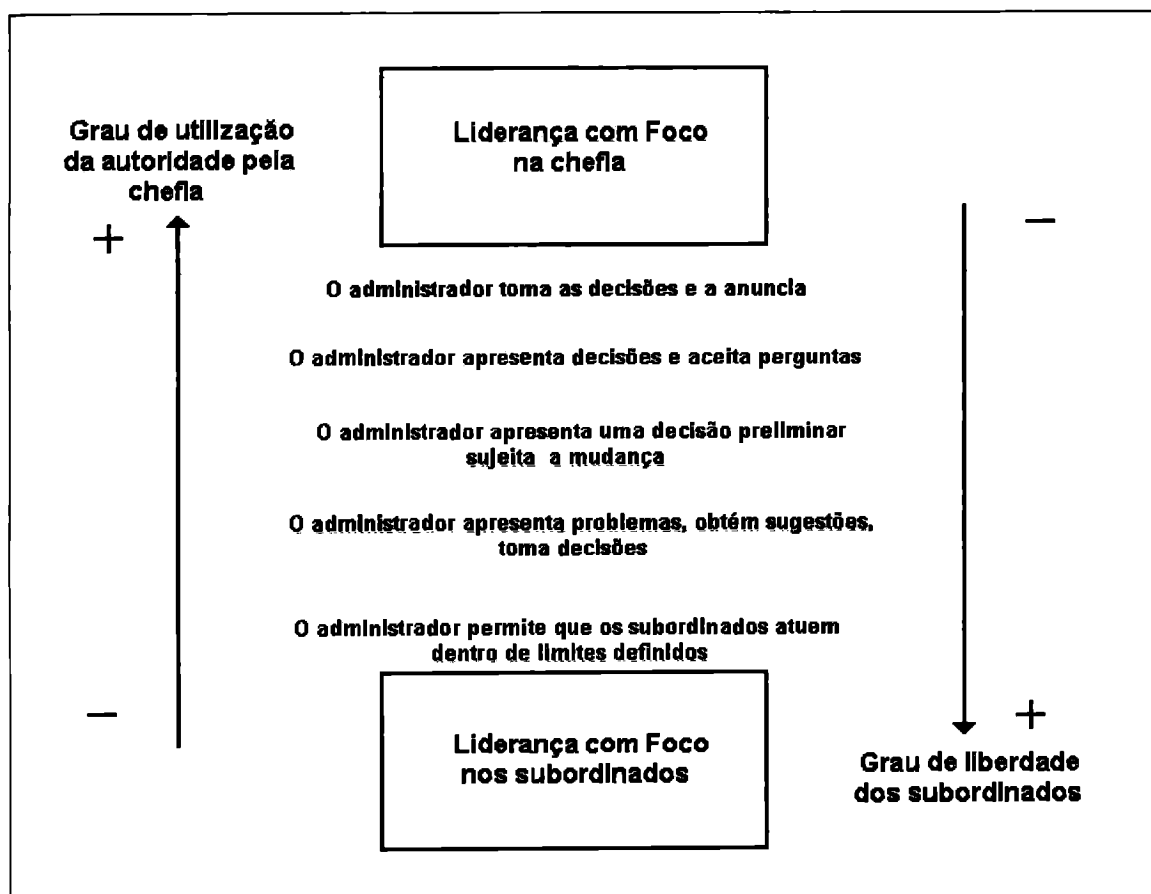 Grau de utilização
da autoridade pela
chefia
+
Liderança com Foco
na chefia
−
O administrador toma as decisões e a anuncia
O administrador apresenta decisões e aceita perguntas
O administrador apresenta uma decisão preliminar
sujeita a mudança
O administrador apresenta problemas, obtém sugestões,
toma decisões
O administrador permite que os subordinados atuem
dentro de limites definidos
−
Liderança com Foco
nos subordinados
+
Grau de liberdade
dos subordinados